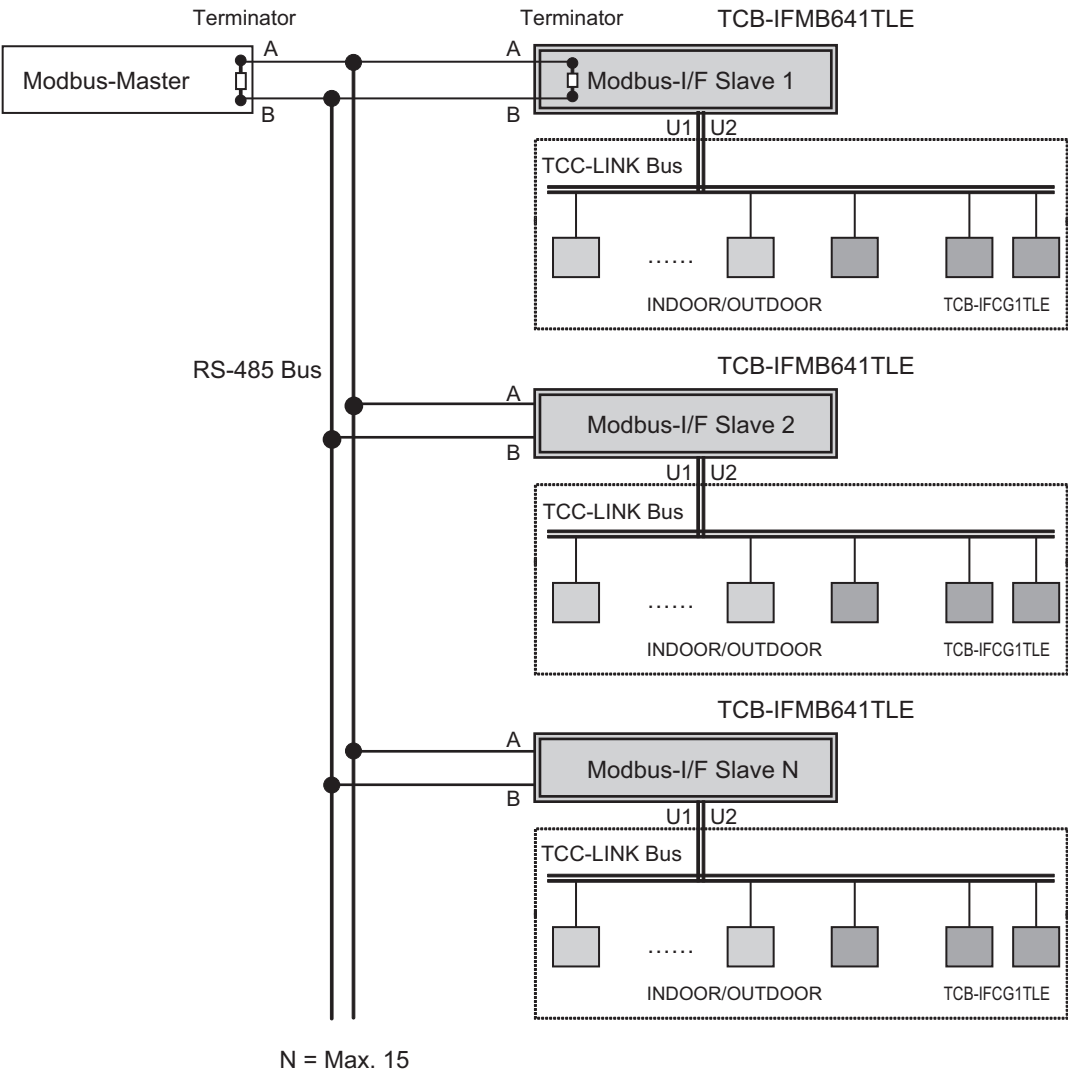 Terminator
Terminator
TCB-IFMB641TLE
A
A
Modbus-Master
Modbus-I/F Slave 1
B
B
U1 U2
TCC-LINK Bus
......
INDOOR/OUTDOOR
TCB-IFCG1TLE
RS-485 Bus
TCB-IFMB641TLE
A
Modbus-I/F Slave 2
B
U1 U2
TCC-LINK Bus
......
INDOOR/OUTDOOR
TCB-IFCG1TLE
TCB-IFMB641TLE
A
Modbus-I/F Slave N
B
U1 U2
TCC-LINK Bus
......
INDOOR/OUTDOOR
TCB-IFCG1TLE
N = Max. 15